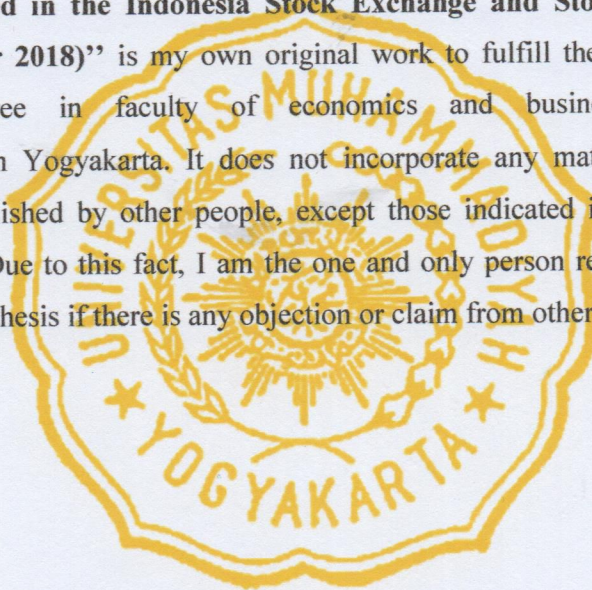 d in the Indonesia Stock Exchange and Sto
r 2018)’’ is my own original work to fulfill the
ee in faculty of economics and busin
h Yogyakarta. It does not incorporate any mat
ished by other people, except those indicated i
Due to this fact, I am the one and only person re
hesis if there is any objection or claim from other
UNIVERSITAS MUHAMMADIYAH
YOGYAKARTA